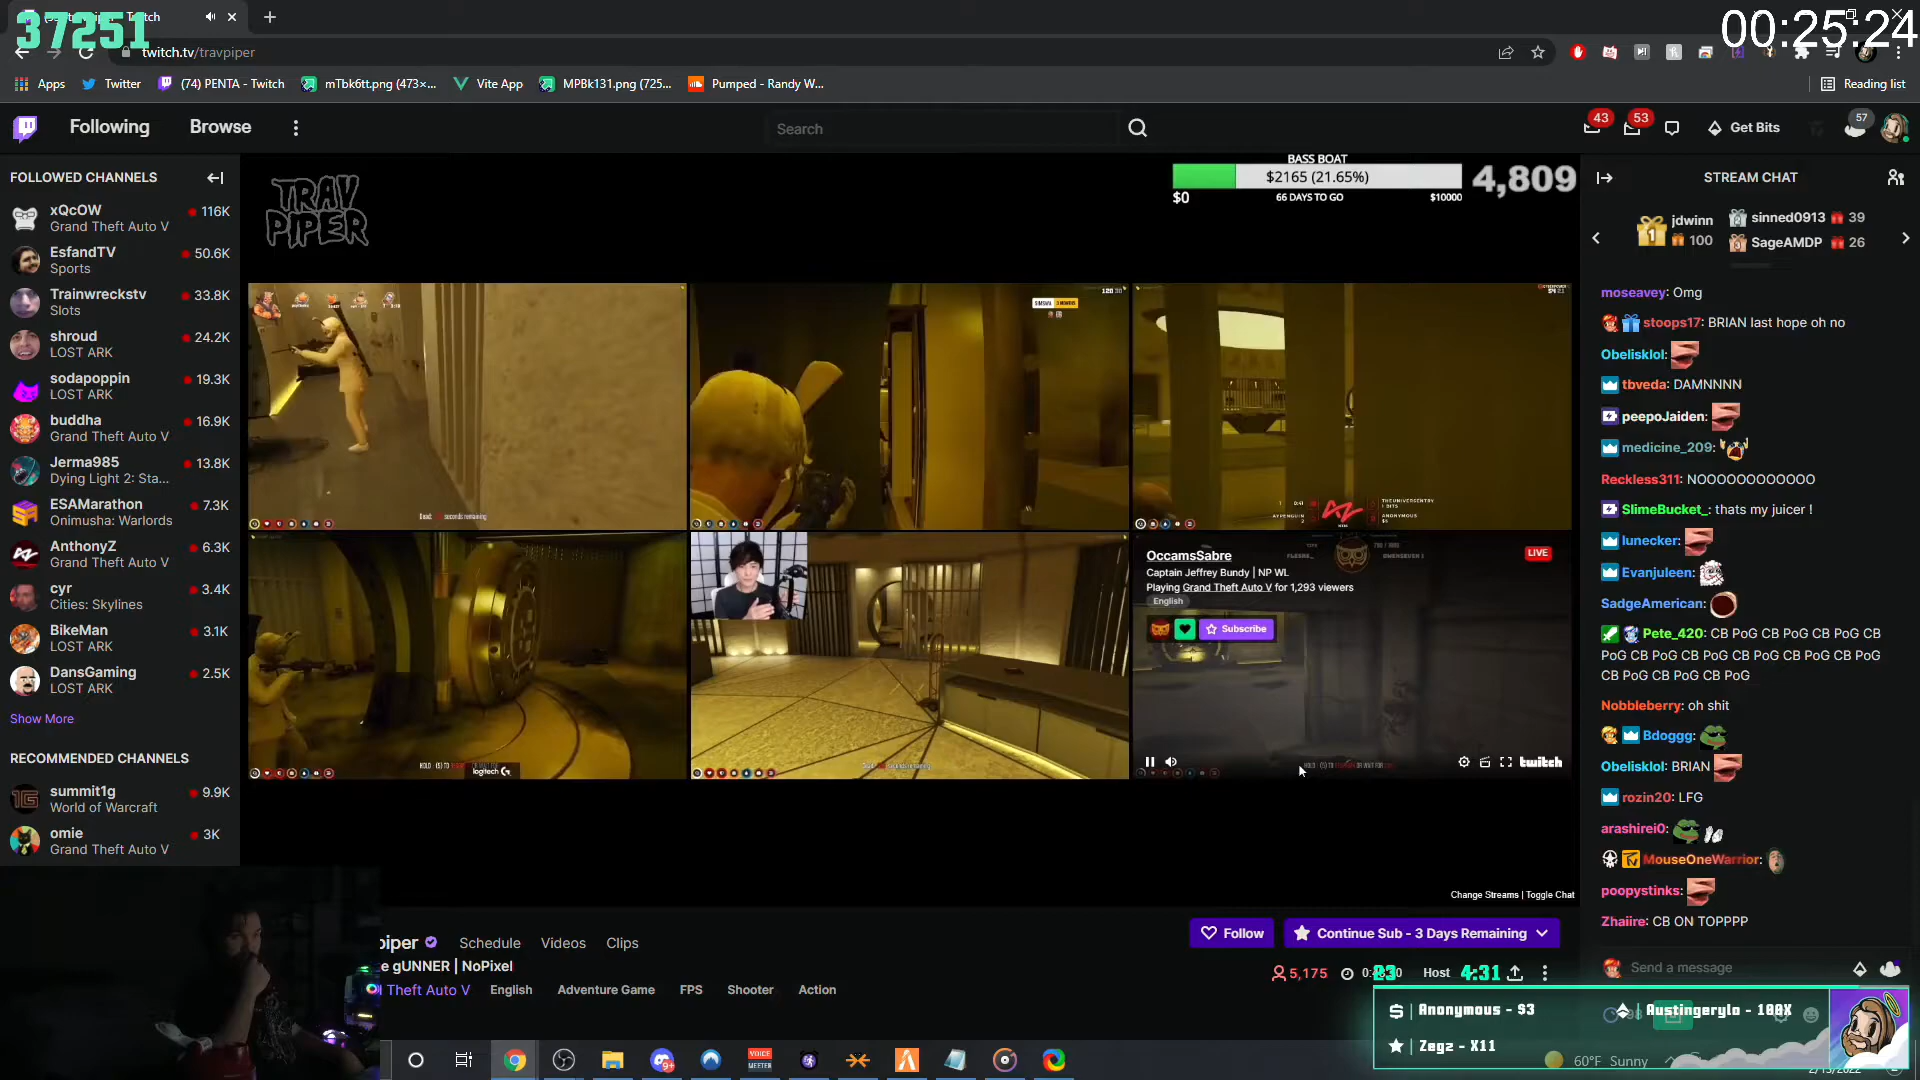 37251
Twitch
00:25:24
twitch.tv/travpiper
Apps
Twitter
(74) PENTA - Twitch
mTbk6tt.png (473×...
Vite App
MPBk131.png (725...
Pumped - Randy W...
Reading list
Following
Browse
Search
43
53
Get Bits
57
FOLLOWED CHANNELS
xQcOW
Grand Theft Auto V
116K
EsfandTV
Sports
50.6K
Trainwreckstv
Slots
33.8K
shroud
LOST ARK
24.2K
sodapoppin
LOST ARK
19.3K
buddha
Grand Theft Auto V
16.9K
Jerma985
Dying Light 2: Sta...
13.8K
ESAMarathon
Onimusha: Warlords
7.3K
AnthonyZ
Grand Theft Auto V
6.3K
cyr
Cities: Skylines
3.4K
BikeMan
LOST ARK
3.1K
DansGaming
LOST ARK
2.5K
Show More
RECOMMENDED CHANNELS
summit1g
World of Warcraft
9.9K
omie
Grand Theft Auto V
3K
TRAV
PIPER
BASS BOAT
$2165 (21.65%)
$0
66 DAYS TO GO
$10000
4,809
logitech G
OccamsSabre
LIVE
Captain Jeffrey Bundy | NP WL
Playing Grand Theft Auto V for 1,293 viewers
English
Subscribe
twitch
Change Streams | Toggle Chat
piper
Schedule
Videos
Clips
e gUNNER | NoPixel
Theft Auto V
English
Adventure Game
FPS
Shooter
Action
Follow
Continue Sub - 3 Days Remaining
5,175
23
Host
4:31
STREAM CHAT
jdwinn
100
sinned0913 39
SageAMDP 26
moseavey: Omg
stoops17: BRIAN last hope oh no
Obelisklol:
tbveda: DAMNNNN
peepoJaiden:
medicine_209:
Reckless311: NOOOOOOOOOOO
SlimeBucket_: thats my juicer !
lunecker:
Evanjuleen:
SadgeAmerican:
Pete_420: CB PoG CB PoG CB PoG CB
PoG CB PoG CB PoG CB PoG CB PoG
CB PoG CB PoG CB PoG
Nobbleberry: oh shit
Bdoggg:
Obelisklol: BRIAN
rozin20: LFG
arashirei0:
MouseOneWarrior:
poopystinks:
Zhaiire: CB ON TOPPPP
Send a message
Anonymous - $3
Austingerylo - 100X
Zegz - X11
60°F Sunny